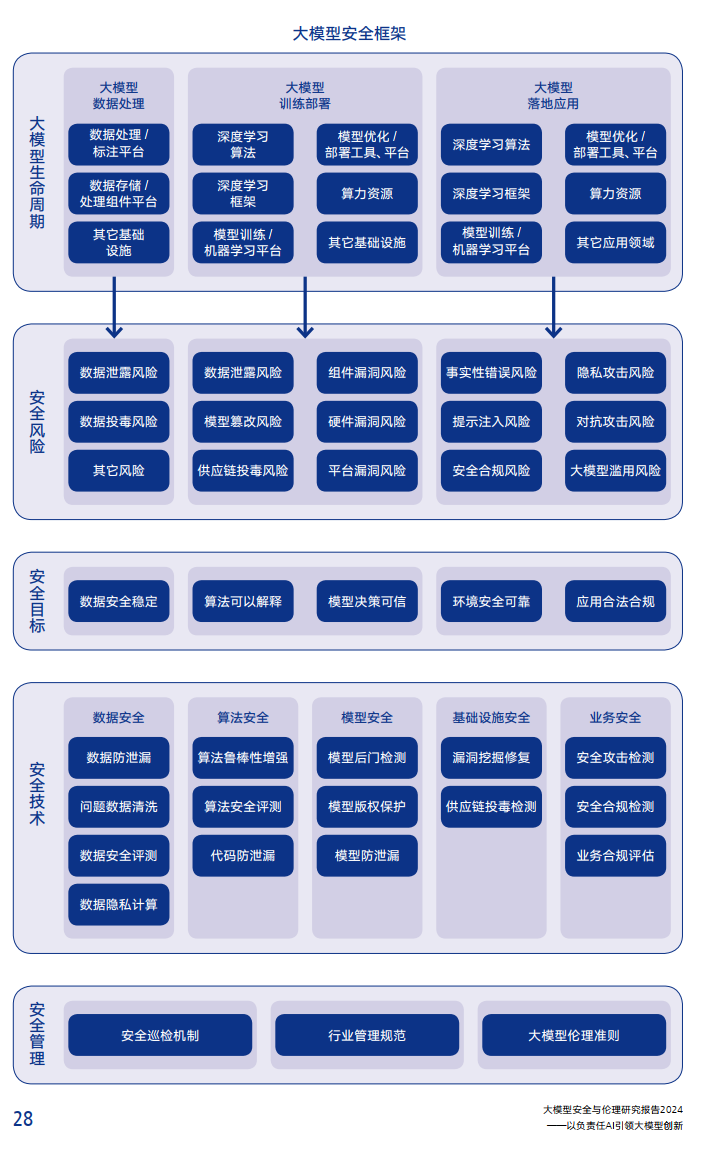 大模型安全框架
大模型生命周期
大模型
数据处理
数据处理 /
标注平台
数据存储 /
处理组件平台
其它基础
设施
大模型
训练部署
深度学习
算法
模型优化 /
部署工具、平台
深度学习
框架
算力资源
模型训练 /
机器学习平台
其它基础设施
大模型
落地应用
深度学习算法
模型优化 /
部署工具、平台
深度学习框架
算力资源
模型训练 /
机器学习平台
其它应用领域
安全风险
数据泄露风险
数据投毒风险
其它风险
数据泄露风险
组件漏洞风险
模型篡改风险
硬件漏洞风险
供应链投毒风险
平台漏洞风险
事实性错误风险
隐私攻击风险
提示注入风险
对抗攻击风险
安全合规风险
大模型滥用风险
安全目标
数据安全稳定
算法可以解释
模型决策可信
环境安全可靠
应用合法合规
安全技术
数据安全
数据防泄漏
问题数据清洗
数据安全评测
数据隐私计算
算法安全
算法鲁棒性增强
算法安全评测
代码防泄漏
模型安全
模型后门检测
模型版权保护
模型防泄漏
基础设施安全
漏洞挖掘修复
供应链投毒检测
业务安全
安全攻击检测
安全合规检测
业务合规评估
安全管理
安全巡检机制
行业管理规范
大模型伦理准则
28
大模型安全与伦理研究报告2024
——以负责任AI引领大模型创新